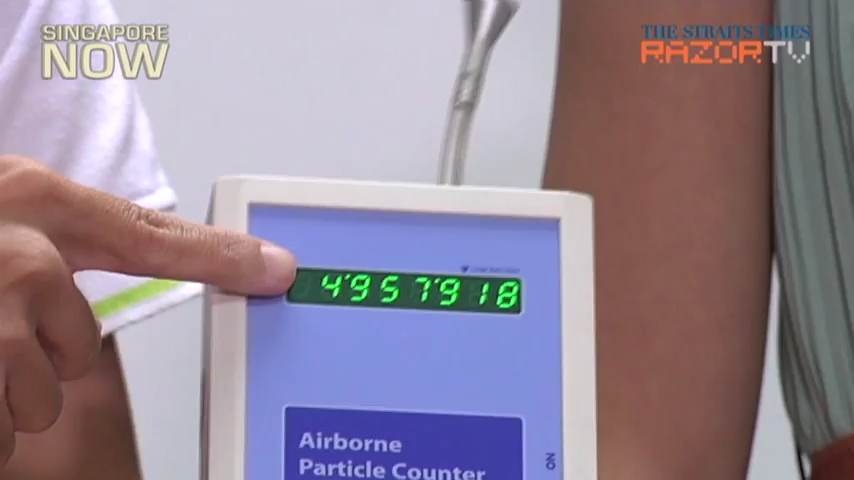 SINGAPORE
NOW
THE STRAITS TIMES
RAZORTV
4'957'918
Airborne
Particle Counter
ON